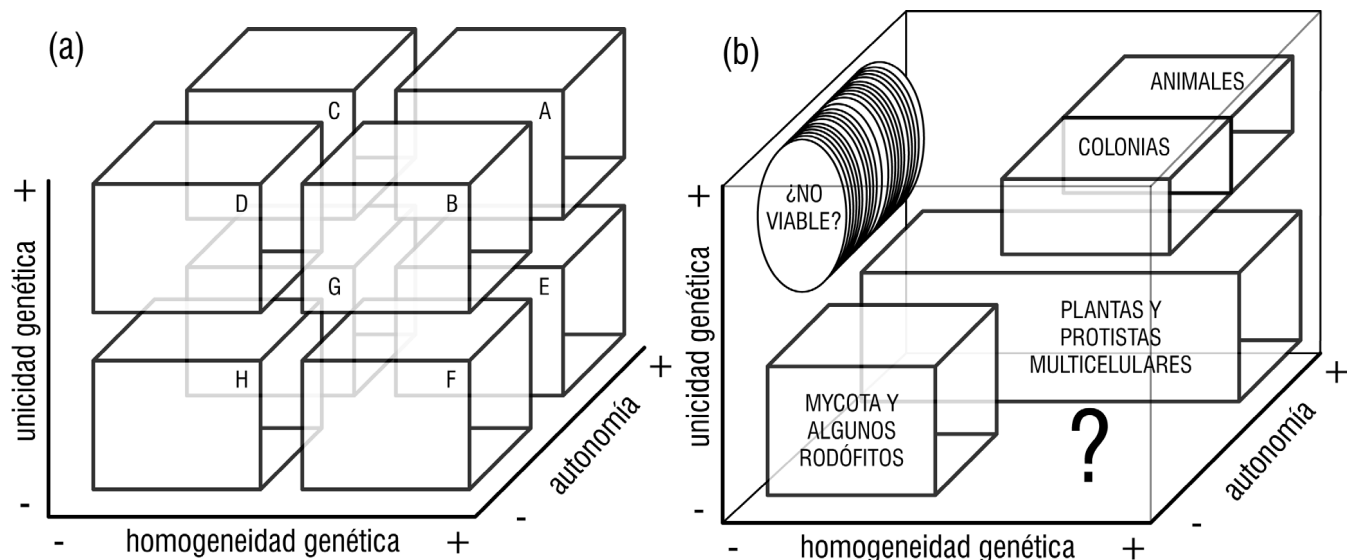 (a)
C
A
D
B
G
E
H
F
+
unicidad genética
-
-
homogeneidad genética
+
-
autonomía
+
(b)
ANIMALES
COLONIAS
¿NO
VIABLE?
PLANTAS Y
PROTISTAS
MULTICELULARES
MYCOTA Y
ALGUNOS
RODÓFITOS
?
+
unicidad genética
-
-
homogeneidad genética
+
-
autonomía
+